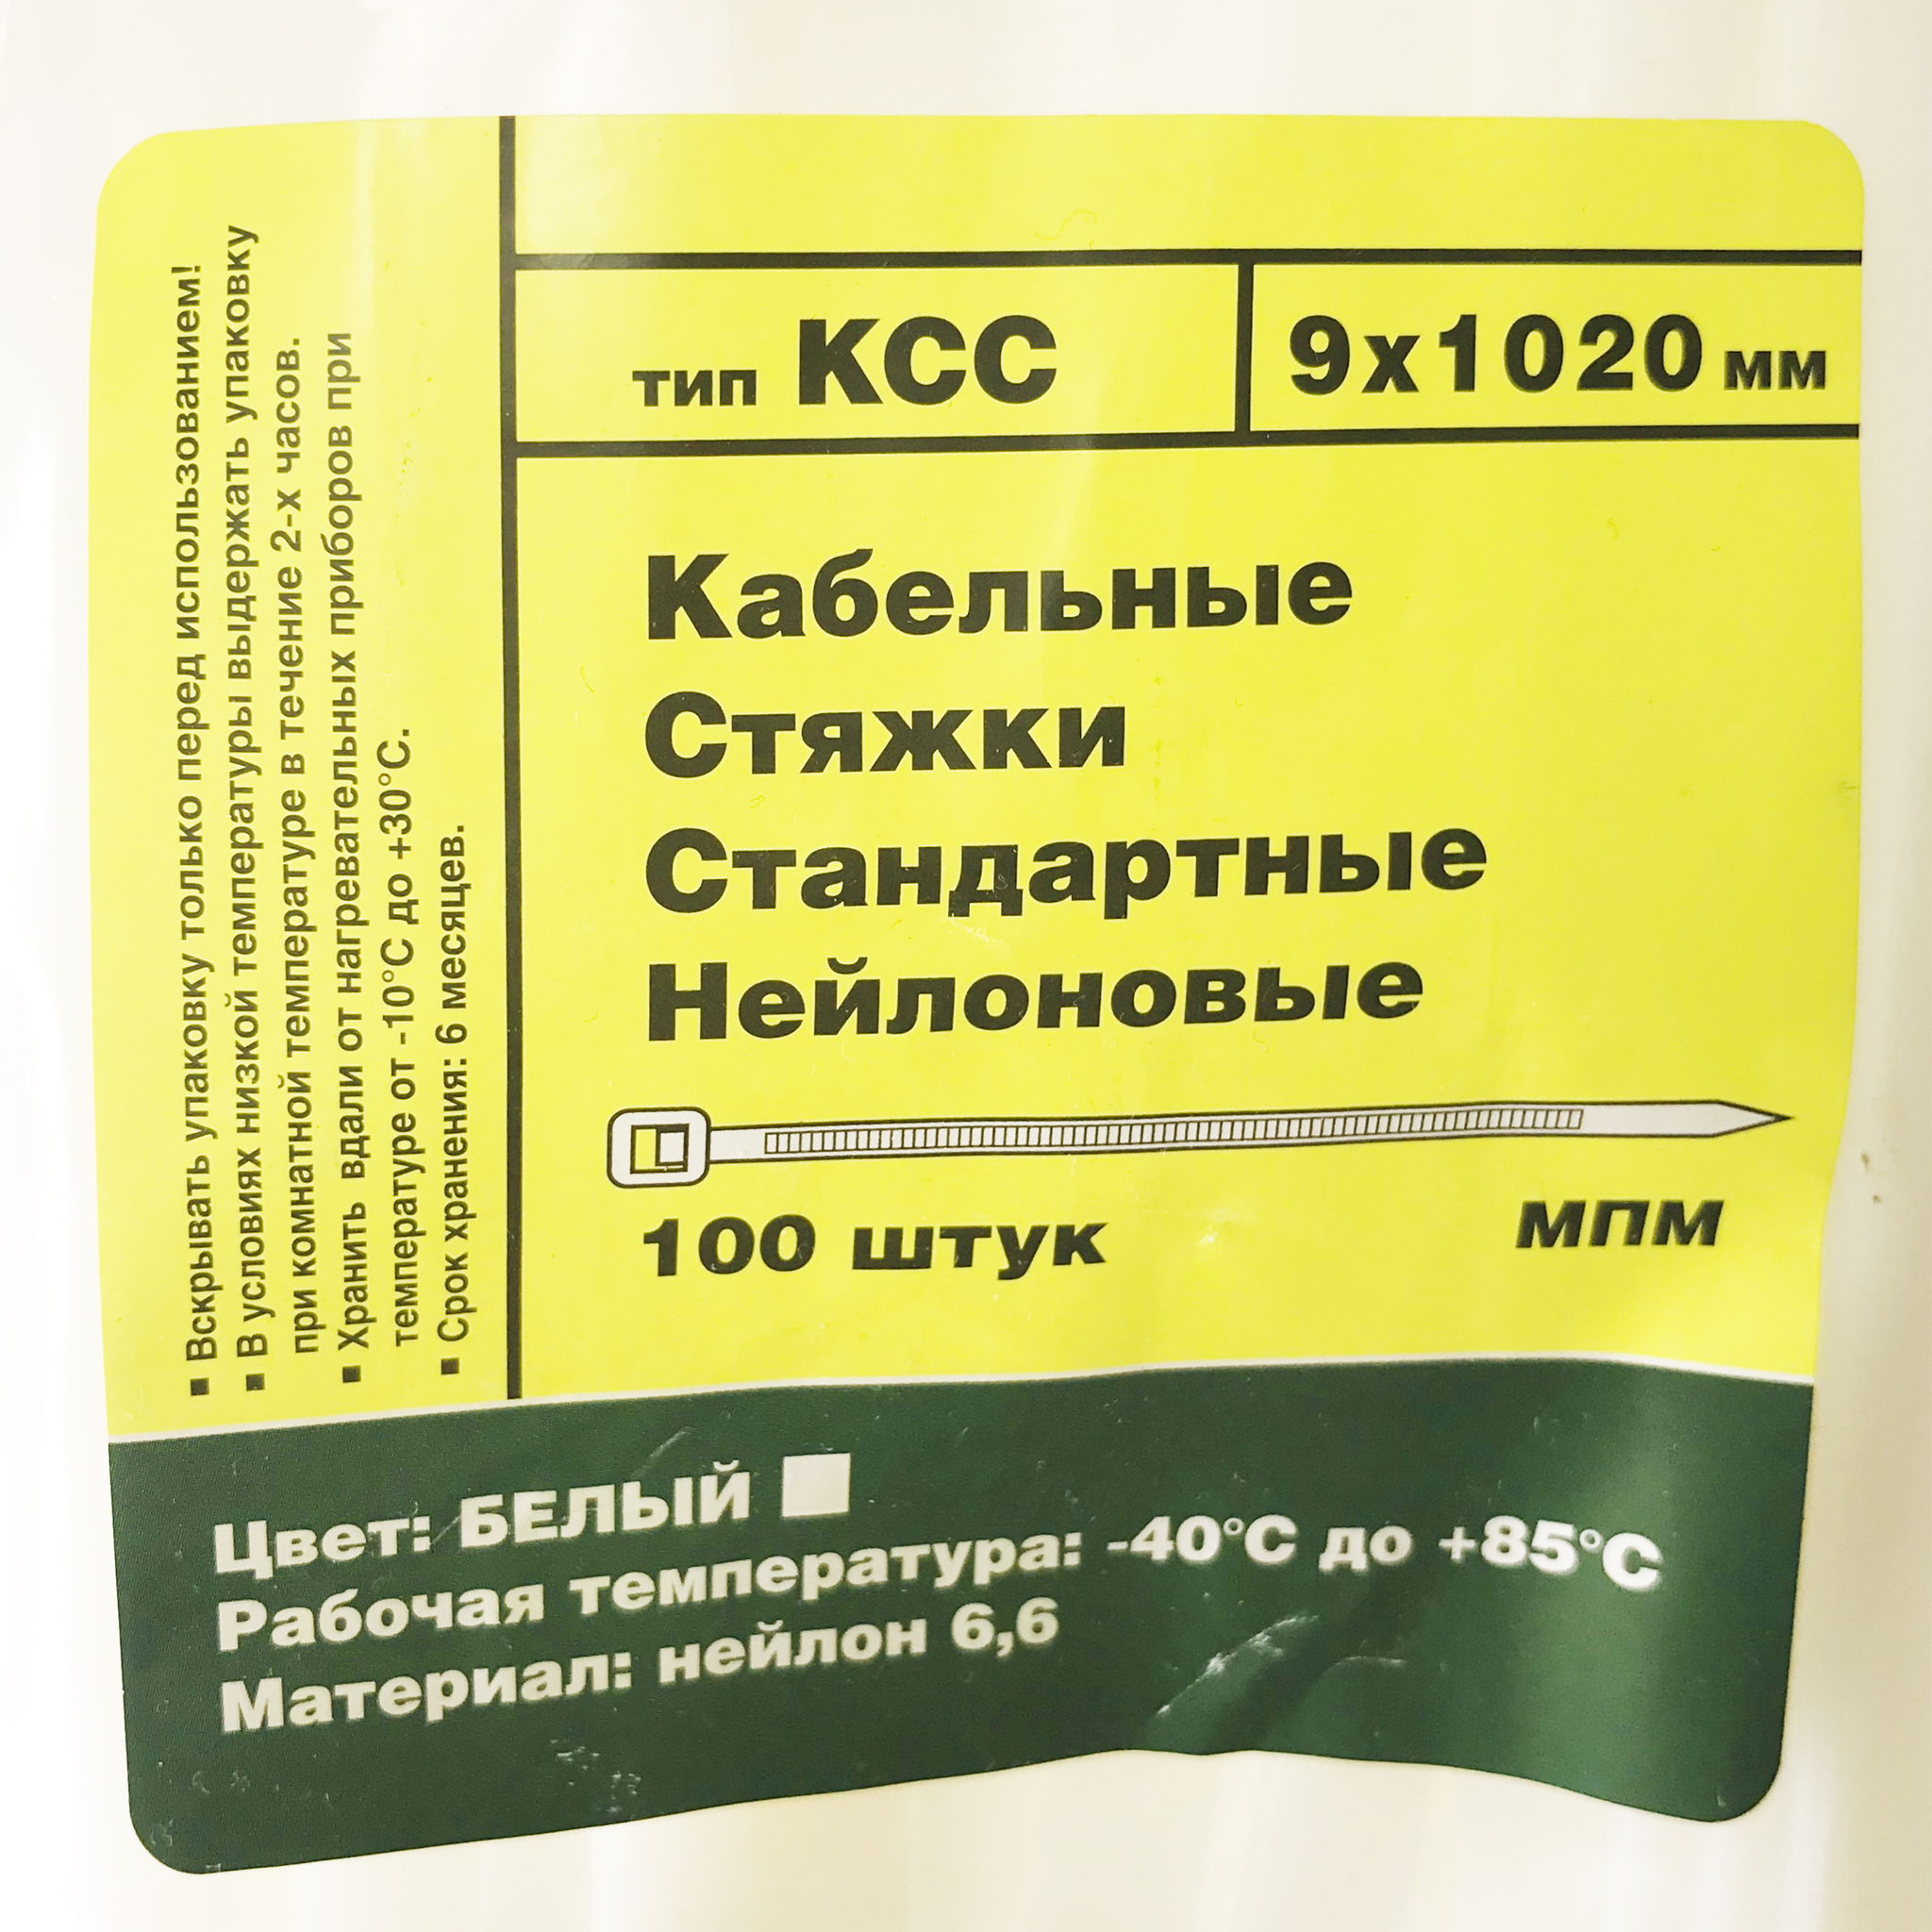 ■ Вскрывать упаковку только перед использованием!
■ В условиях низкой температуры выдержать упаковку
при комнатной температуре в течение 2-х часов.
■ Хранить вдали от нагревательных приборов при
температуре от -10°С до +30°С.
■ Срок хранения: 6 месяцев.
тип КСС
9х1020 мм
Кабельные
Стяжки
Стандартные
Нейлоновые
100 штук
МПМ
Цвет: БЕЛЫЙ
Рабочая температура: -40°С до +85°С
Материал: нейлон 6,6